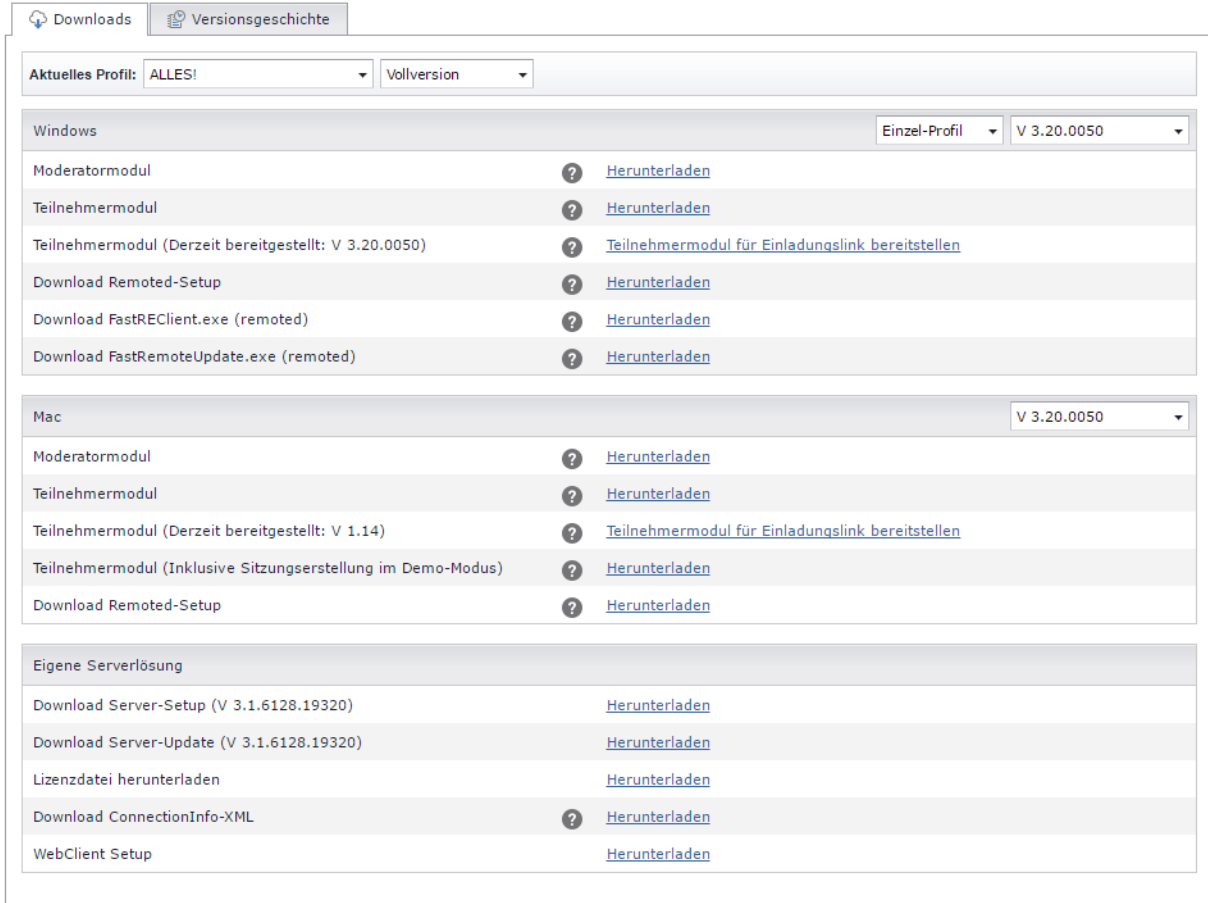 Downloads Versionsgeschichte
Aktuelles Profil: ALLES! Vollversion
Windows Einzel-Profil V 3.20.0050
Moderatormodul ? Herunterladen
Teilnehmermodul ? Herunterladen
Teilnehmermodul (Derzeit bereitgestellt: V 3.20.0050) ? Teilnehmermodul für Einladungslink bereitstellen
Download Remoted-Setup ? Herunterladen
Download FastREClient.exe (remoted) ? Herunterladen
Download FastRemoteUpdate.exe (remoted) ? Herunterladen
Mac V 3.20.0050
Moderatormodul ? Herunterladen
Teilnehmermodul ? Herunterladen
Teilnehmermodul (Derzeit bereitgestellt: V 1.14) ? Teilnehmermodul für Einladungslink bereitstellen
Teilnehmermodul (Inklusive Sitzungserstellung im Demo-Modus) ? Herunterladen
Download Remoted-Setup ? Herunterladen
Eigene Serverlösung
Download Server-Setup (V 3.1.6128.19320) Herunterladen
Download Server-Update (V 3.1.6128.19320) Herunterladen
Lizenzdatei herunterladen Herunterladen
Download ConnectionInfo-XML ? Herunterladen
WebClient Setup Herunterladen